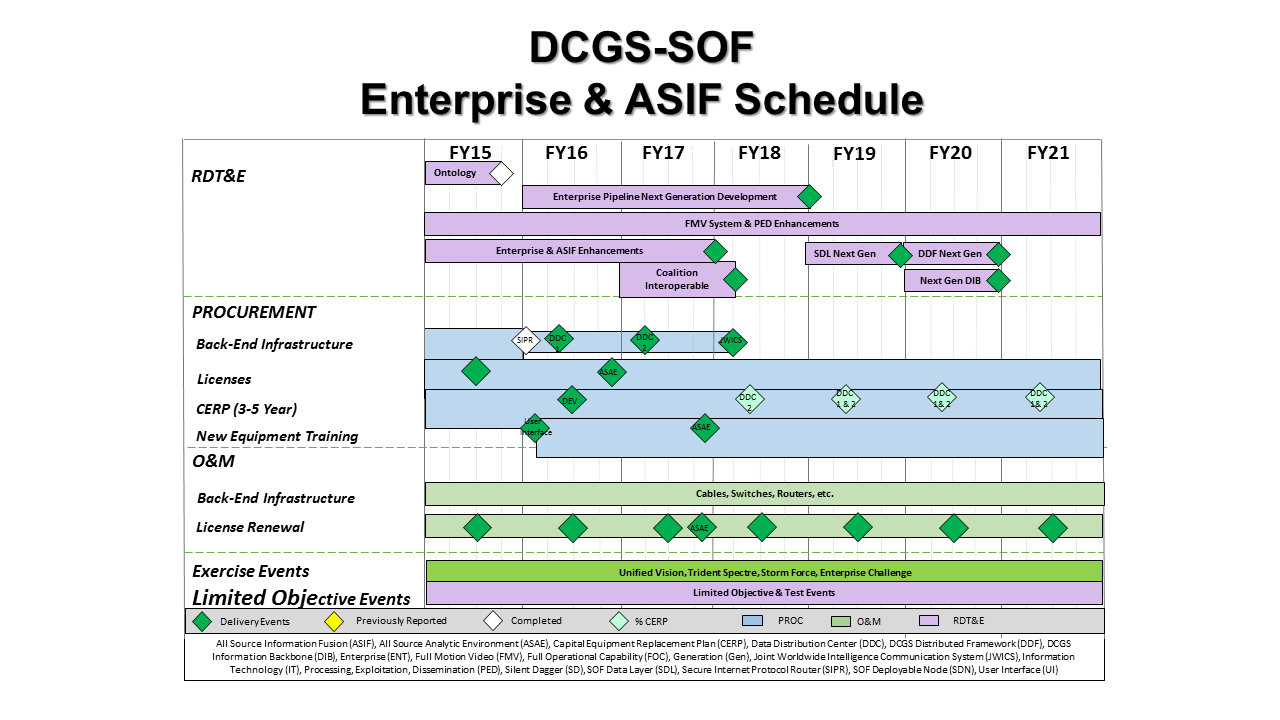 DCGS-SOF
Enterprise & ASIF Schedule
FY15 FY16 FY17 FY18 FY19 FY20 FY21
RDT&E
Ontology
Enterprise Pipeline Next Generation Development
FMV System & PED Enhancements
Enterprise & ASIF Enhancements
SDL Next Gen
DDF Next Gen
Coalition
Interoperable
Next Gen DIB
PROCUREMENT
Back-End Infrastructure
SIPR
DDC
1
DDC
2
JWICS
Licenses
ASAE
CERP (3-5 Year)
DEV
DDC
2
DDC
1 & 2
DDC
1& 2
DDC
1& 2
New Equipment Training
User
Interface
ASAE
O&M
Back-End Infrastructure
Cables, Switches, Routers, etc.
License Renewal
ASAE
Exercise Events
Unified Vision, Trident Spectre, Storm Force, Enterprise Challenge
Limited Objective Events
Limited Objective & Test Events
Delivery Events Previously Reported Completed % CERP PROC O&M RDT&E
All Source Information Fusion (ASIF), All Source Analytic Environment (ASAE), Capital Equipment Replacement Plan (CERP), Data Distribution Center (DDC), DCGS Distributed Framework (DDF), DCGS
Information Backbone (DIB), Enterprise (ENT), Full Motion Video (FMV), Full Operational Capability (FOC), Generation (Gen), Joint Worldwide Intelligence Communication System (JWICS), Information
Technology (IT), Processing, Exploitation, Dissemination (PED), Silent Dagger (SD), SOF Data Layer (SDL), Secure Internet Protocol Router (SIPR), SOF Deployable Node (SDN), User Interface (UI)